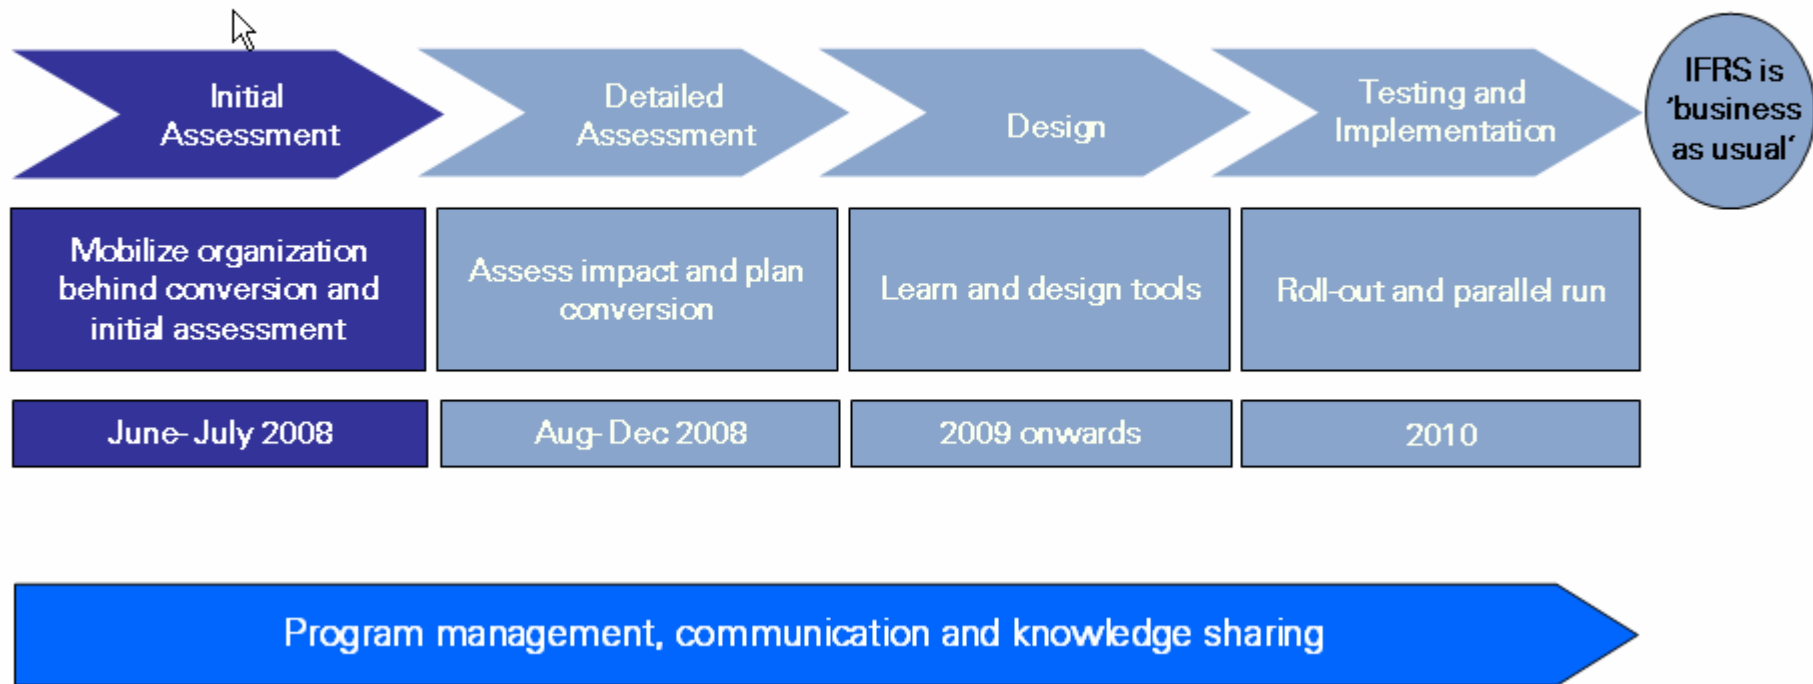 Initial
Assessment
Detailed
Assessment
Design
Testing and
Implementation
IFRS is
‘business
as usual‘
Mobilize organization
behind conversion and
initial assessment
Assess impact and plan
conversion
Learn and design tools
Roll-out and parallel run
June-July 2008
Aug-Dec 2008
2009 onwards
2010
Program management, communication and knowledge sharing